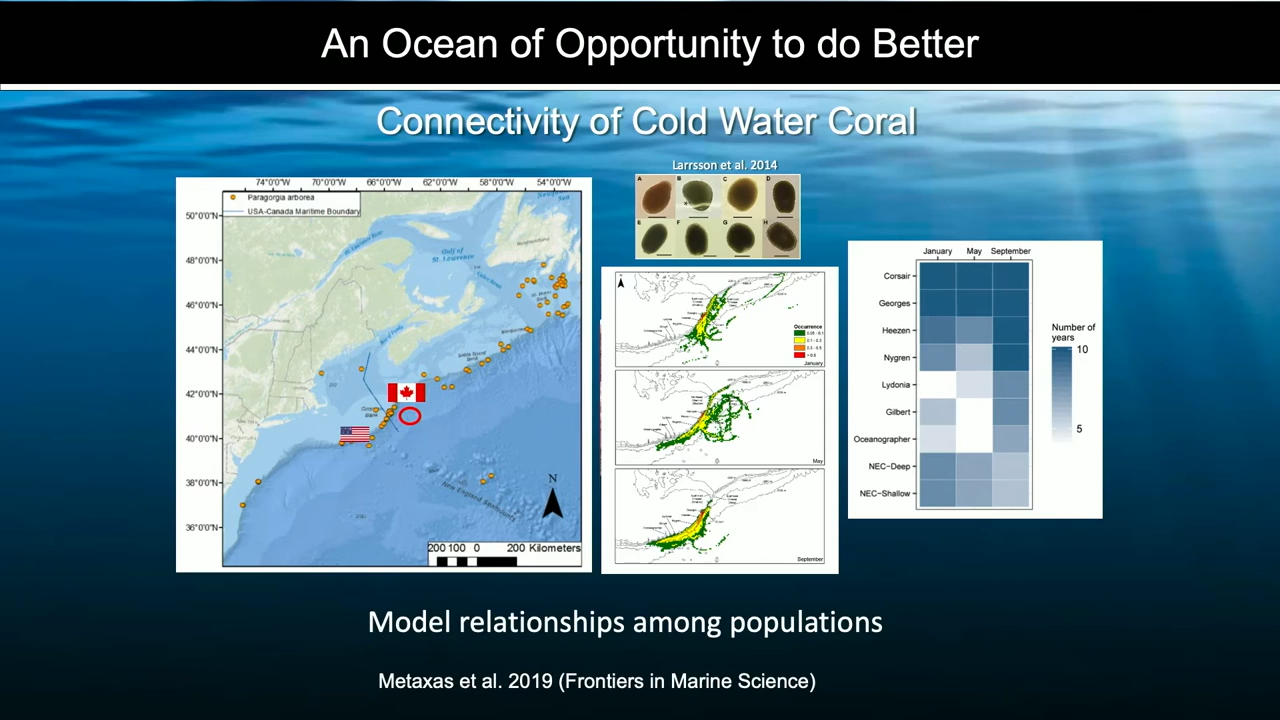 An Ocean of Opportunity to do Better
Connectivity of Cold Water Coral
Larrsson et al. 2014
A B C D
E F G H
74°0'0"W 70°0'0"W 66°0'0"W 62°0'0"W 58°0'0"W 54°0'0"W
Paragorgia arborea
USA-Canada Maritime Boundary
50°0'0"N
48°0'0"N
46°0'0"N
44°0'0"N
42°0'0"N
40°0'0"N
38°0'0"N
36°0'0"N
Gulf of
St. Lawrence
New England Seamounts
N
200 100 0 200 Kilometers
Occurrence
January
May
September
January May September
Corsair
Georges
Heezen
Nygren
Lydonia
Gilbert
Oceanographer
NEC-Deep
NEC-Shallow
Number of
years
10
5
Model relationships among populations
Metaxas et al. 2019 (Frontiers in Marine Science)